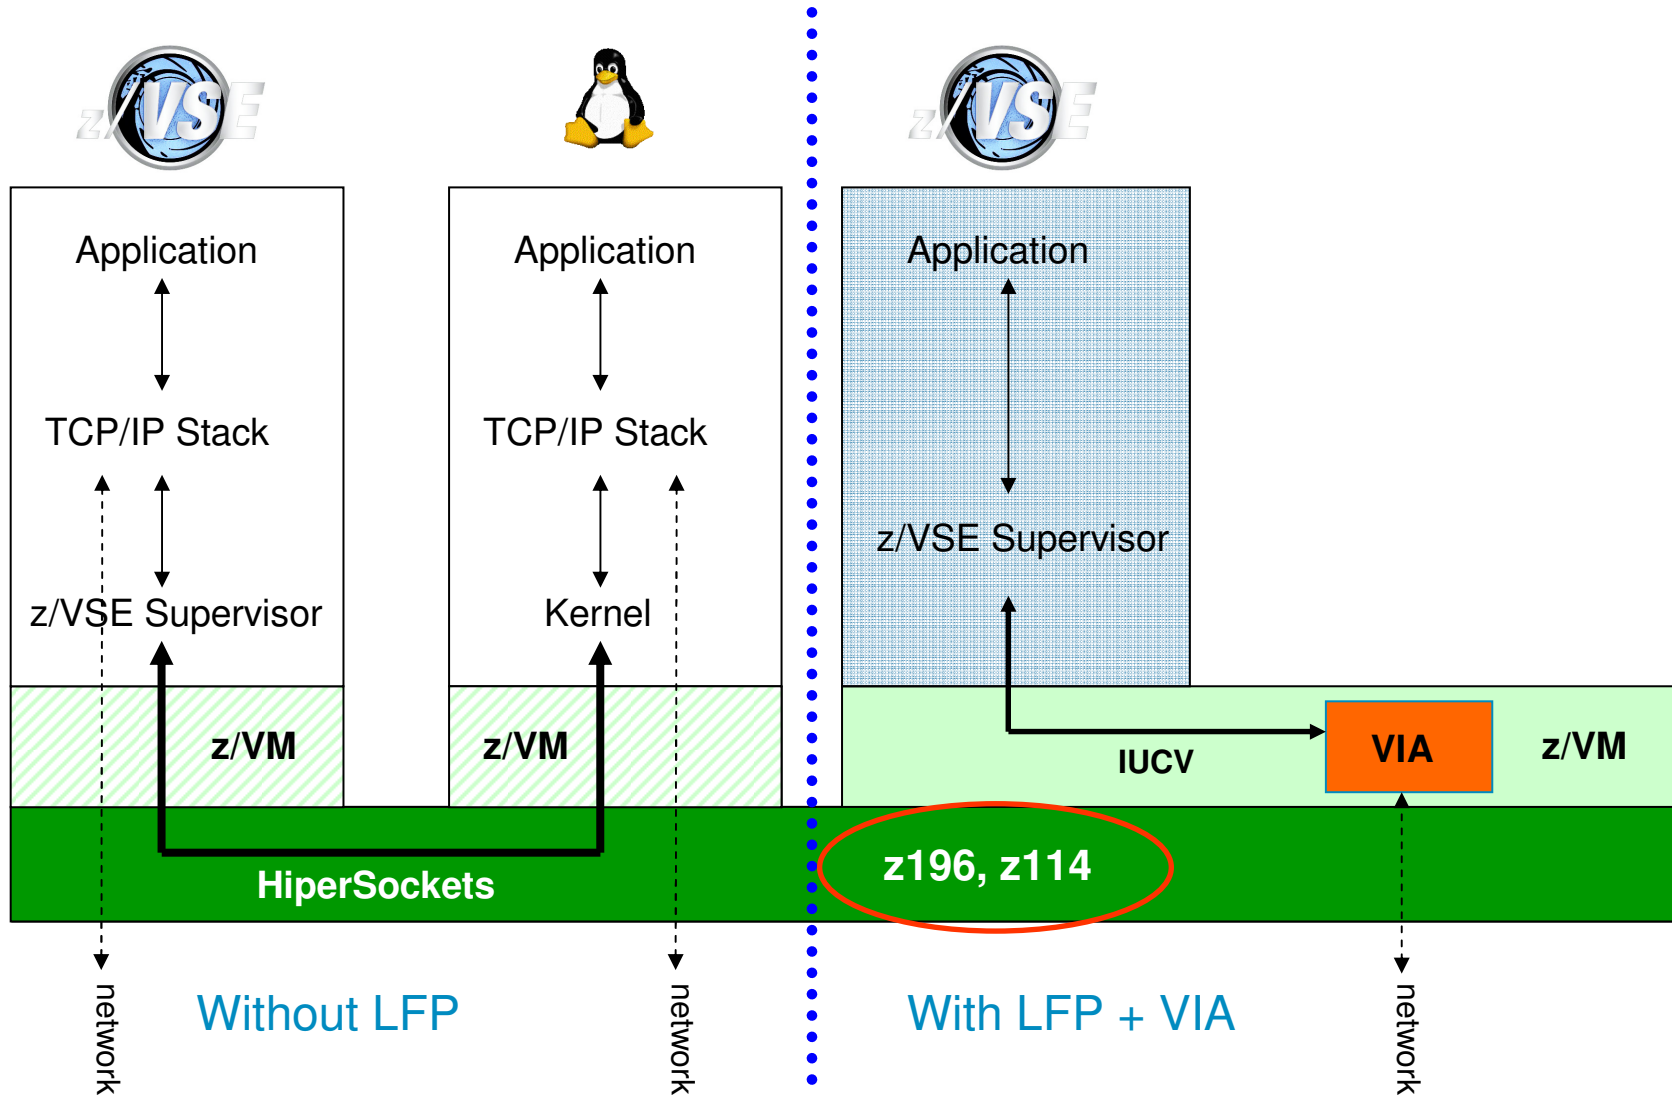 z/VSE
z/VSE
Application
Application
Application
TCP/IP Stack
TCP/IP Stack
z/VSE Supervisor
z/VSE Supervisor
Kernel
z/VM
z/VM
IUCV
VIA
z/VM
HiperSockets
z196, z114
network
Without LFP
network
With LFP + VIA
network